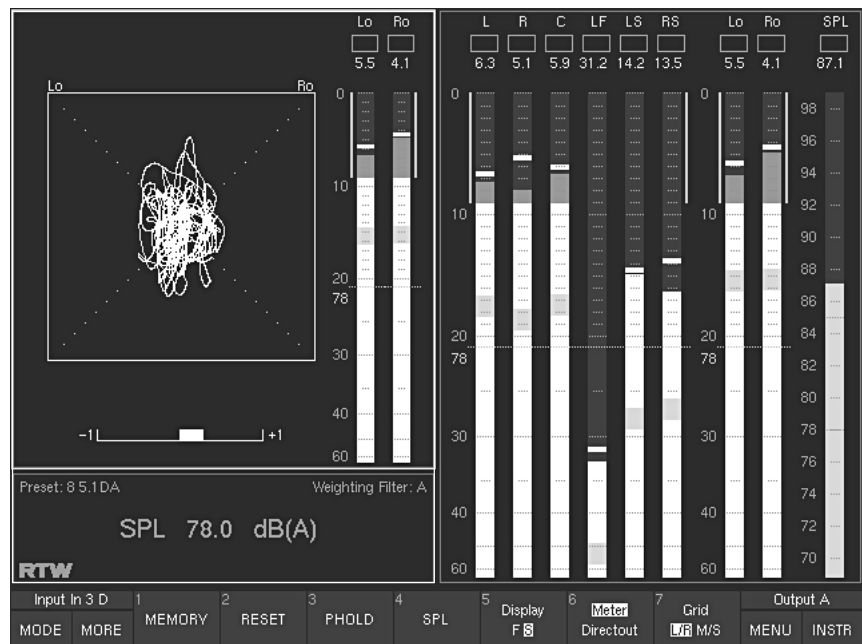 Lo Ro
5.5 4.1
Lo Ro
0
10
20
78
30
40
60
-1 +1
L R C LF LS RS Lo Ro SPL
6.3 5.1 5.9 31.2 14.2 13.5 5.5 4.1 87.1
0 0
10 10
20 20
78 78
30 30
40 40
60 60
98
96
94
92
90
88
86
84
82
80
78
76
74
72
70
Preset: 8 5.1DA Weighting Filter: A
SPL 78.0 dB(A)
RTW
Input In 3 D
MODE MORE
1 MEMORY
2 RESET
3 PHOLD
4 SPL
5 Display
F S
6 Meter
Directout
7 Grid
L/R M/S
Output A
MENU INSTR